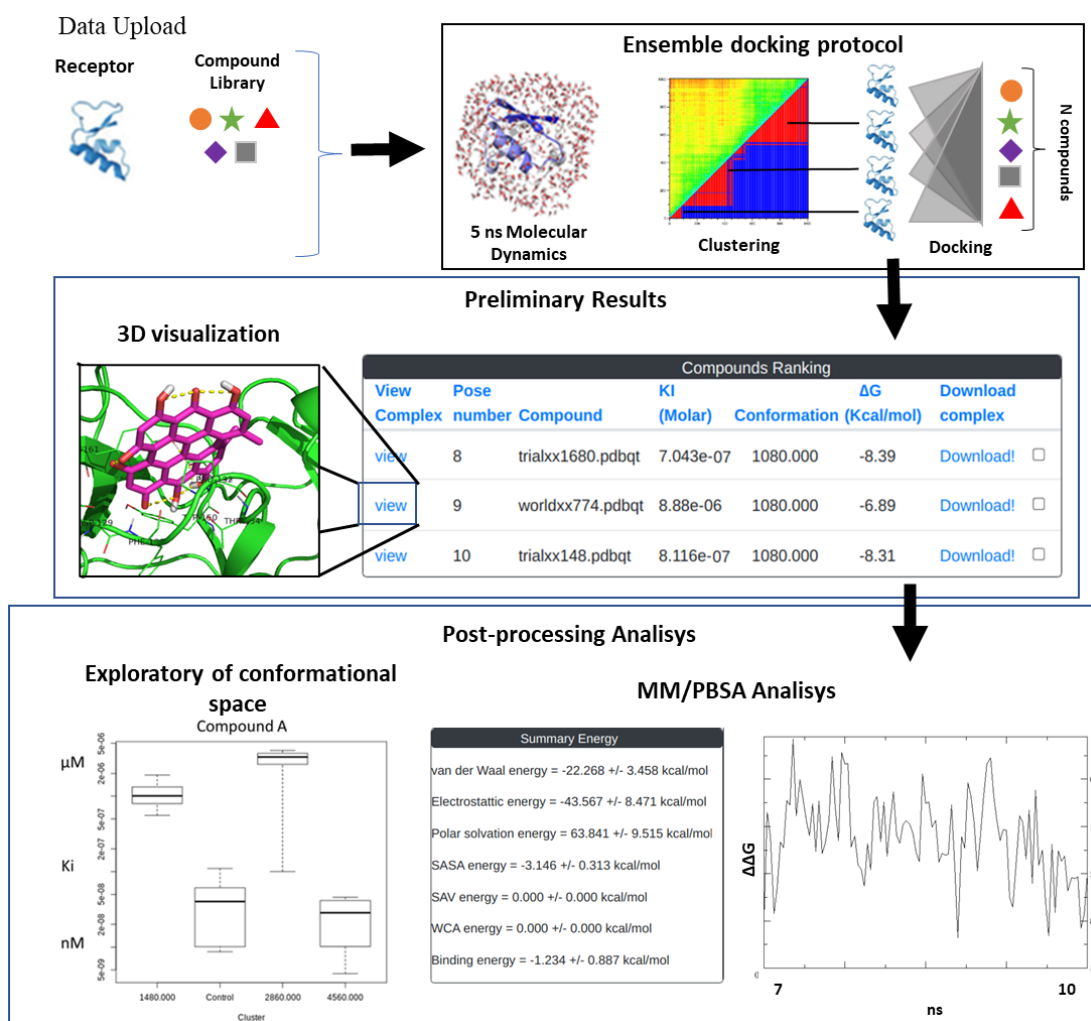 Data Upload
Receptor
Compound
Library
Ensemble docking protocol
5 ns Molecular
Dynamics
Clustering
Docking
N compounds
Preliminary Results
3D visualization
Compounds Ranking
View
Complex
Pose
number
Compound
KI
(Molar)
Conformation
ΔG
(Kcal/mol)
Download
complex
view 8 trialxx1680.pdbqt 7.043e-07 1080.000 -8.39 Download!
view 9 worldxx774.pdbqt 8.88e-06 1080.000 -6.89 Download!
view 10 trialxx148.pdbqt 8.116e-07 1080.000 -8.31 Download!
Post-processing Analisys
Exploratory of conformational
space
Compound A
µM
Ki
nM
5e-06
2e-06
5e-07
2e-07
5e-08
2e-08
5e-09
1480.000 Control 2860.000 4560.000
Cluster
MM/PBSA Analisys
Summary Energy
van der Waal energy = -22.268 +/- 3.458 kcal/mol
Electrostattic energy = -43.567 +/- 8.471 kcal/mol
Polar solvation energy = 63.841 +/- 9.515 kcal/mol
SASA energy = -3.146 +/- 0.313 kcal/mol
SAV energy = 0.000 +/- 0.000 kcal/mol
WCA energy = 0.000 +/- 0.000 kcal/mol
Binding energy = -1.234 +/- 0.887 kcal/mol
ΔΔG
7 10
ns